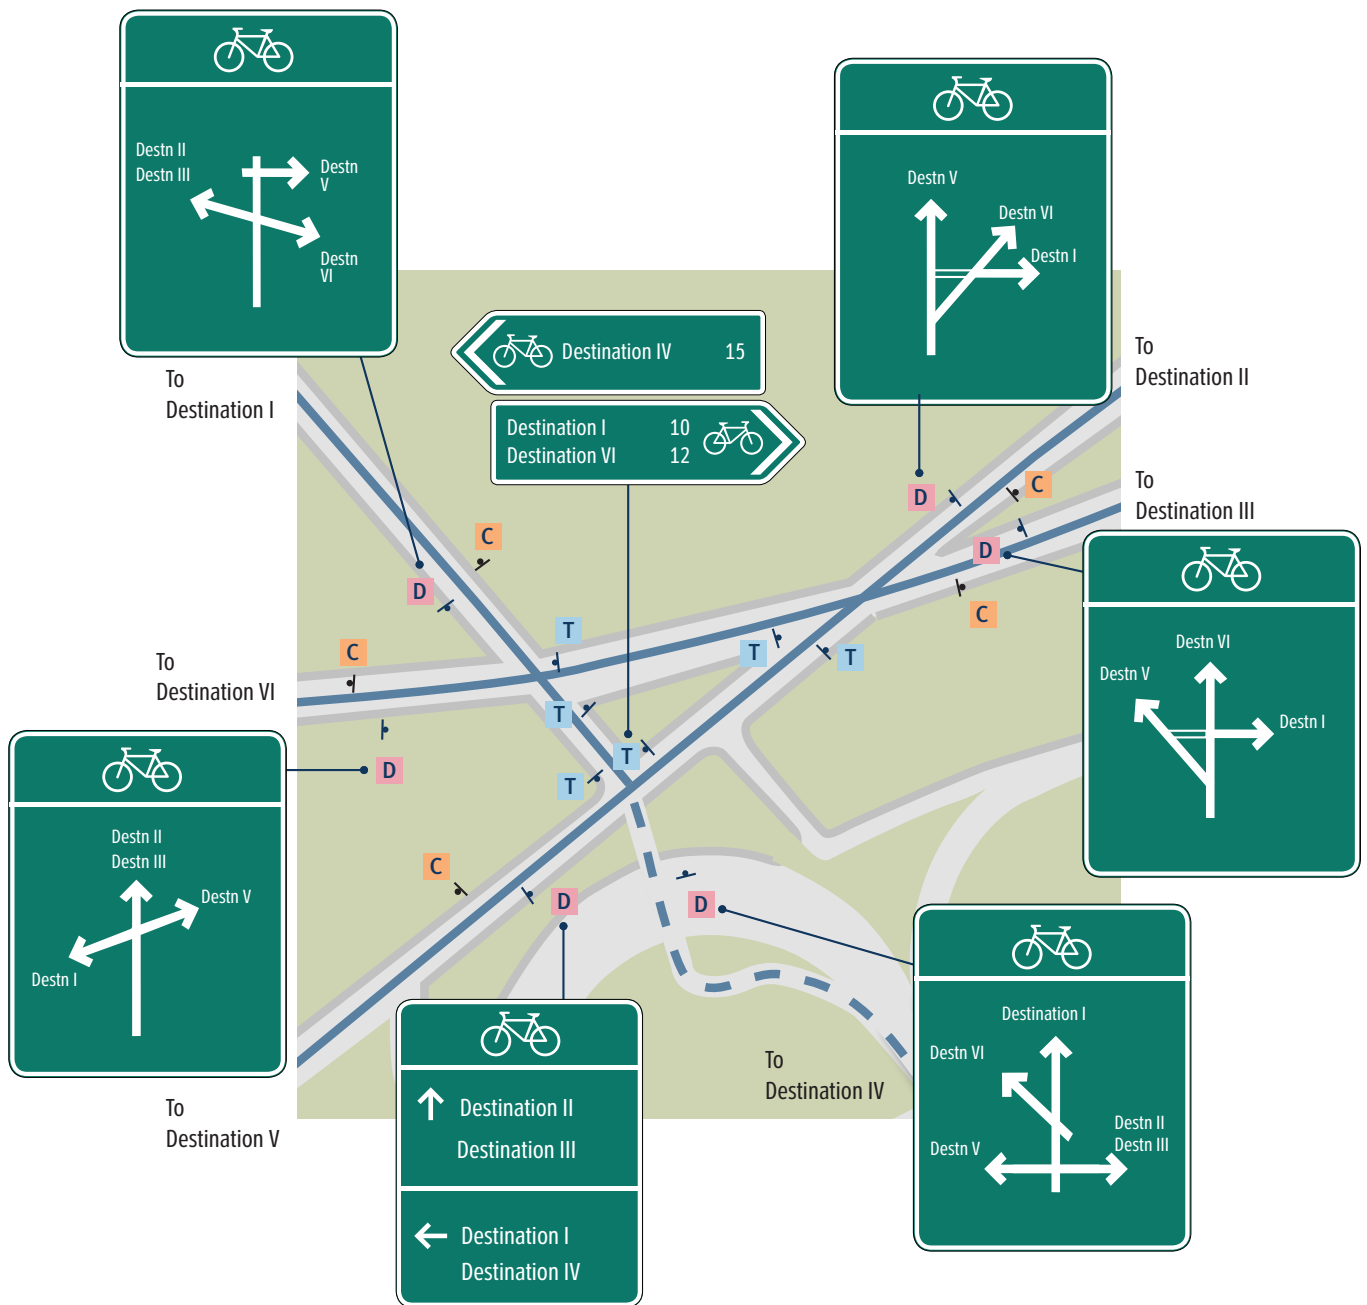 Destn II
Destn III
Destn
V
Destn
VI
Destn V
Destn VI
Destn I
To
Destination I
Destination IV 15
Destination I 10
Destination VI 12
To
Destination II
To
Destination III
D
C
C
D
D
C
T
C
T
T
C
To
Destination VI
T
T
T
D
Destn VI
Destn V
Destn I
Destn II
Destn III
Destn V
Destn I
C
D
D
To
Destination V
To
Destination IV
Destination II
Destination III
Destination I
Destination IV
Destination I
Destn VI
Destn II
Destn III
Destn V